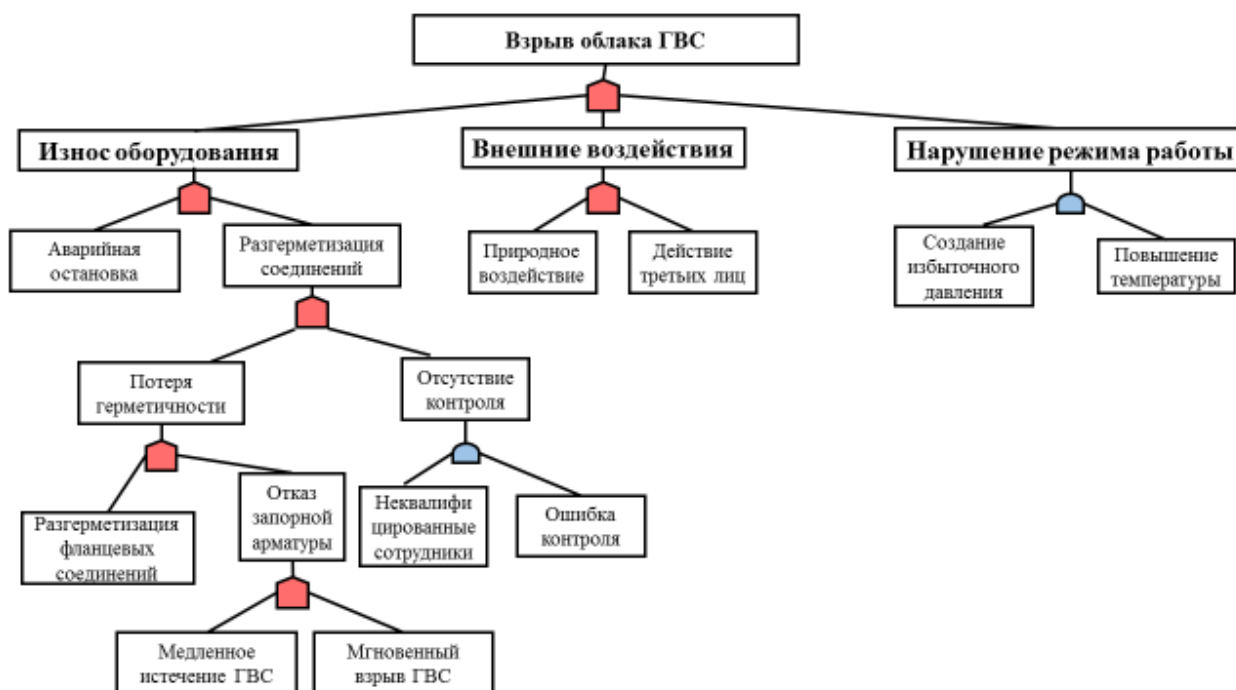 Взрыв облака ГВС
Износ оборудования
Внешние воздействия
Нарушение режима работы
Аварийная
остановка
Разгерметизация
соединений
Природное
воздействие
Действие
третьих лиц
Создание
избыточного
давления
Повышение
температуры
Потеря
герметичности
Отсутствие
контроля
Разгерметизация
фланцевых
соединений
Отказ
запорной
арматуры
Неквалифи
цированные
сотрудники
Ошибка
контроля
Медленное
истечение ГВС
Мгновенный
взрыв ГВС